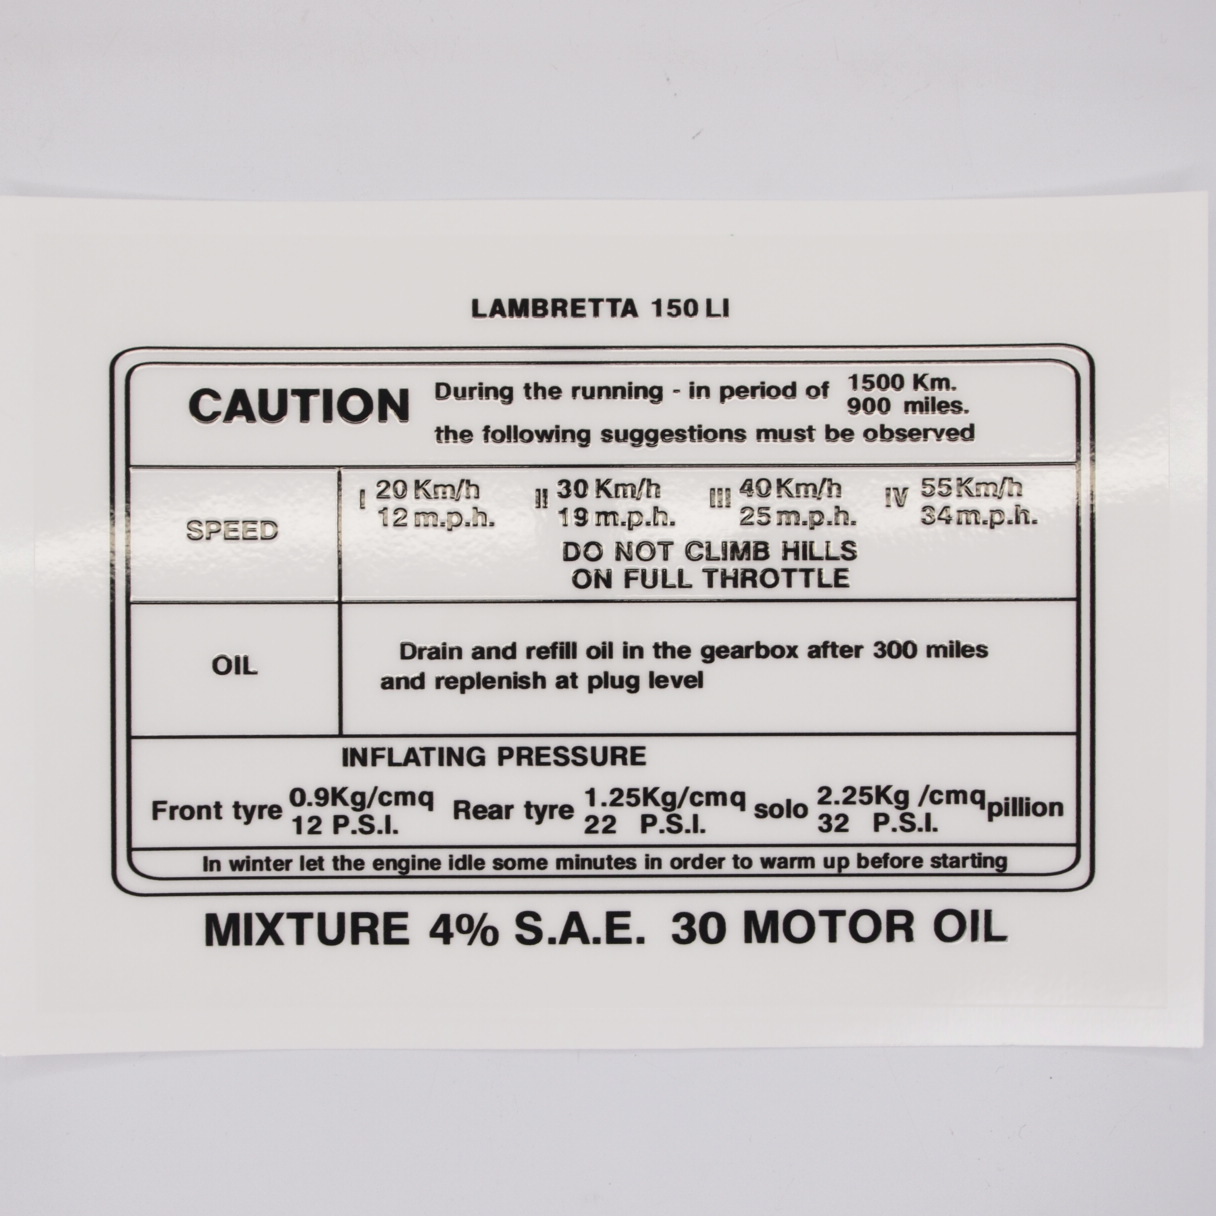 LAMBRETTA 150 LI
CAUTION During the running - in period of 1500 Km.
900 miles.
the following suggestions must be observed
SPEED
I 20 Km/h II 30 Km/h III 40 Km/h IV 55 Km/h
12 m.p.h. 19 m.p.h. 25 m.p.h. 34 m.p.h.
DO NOT CLIMB HILLS
ON FULL THROTTLE
OIL
Drain and refill oil in the gearbox after 300 miles
and replenish at plug level
INFLATING PRESSURE
Front tyre 0.9Kg/cmq Rear tyre 1.25Kg/cmq solo 2.25Kg /cmq pillion
12 P.S.I. 22 P.S.I. 32 P.S.I.
In winter let the engine idle some minutes in order to warm up before starting
MIXTURE 4% S.A.E. 30 MOTOR OIL